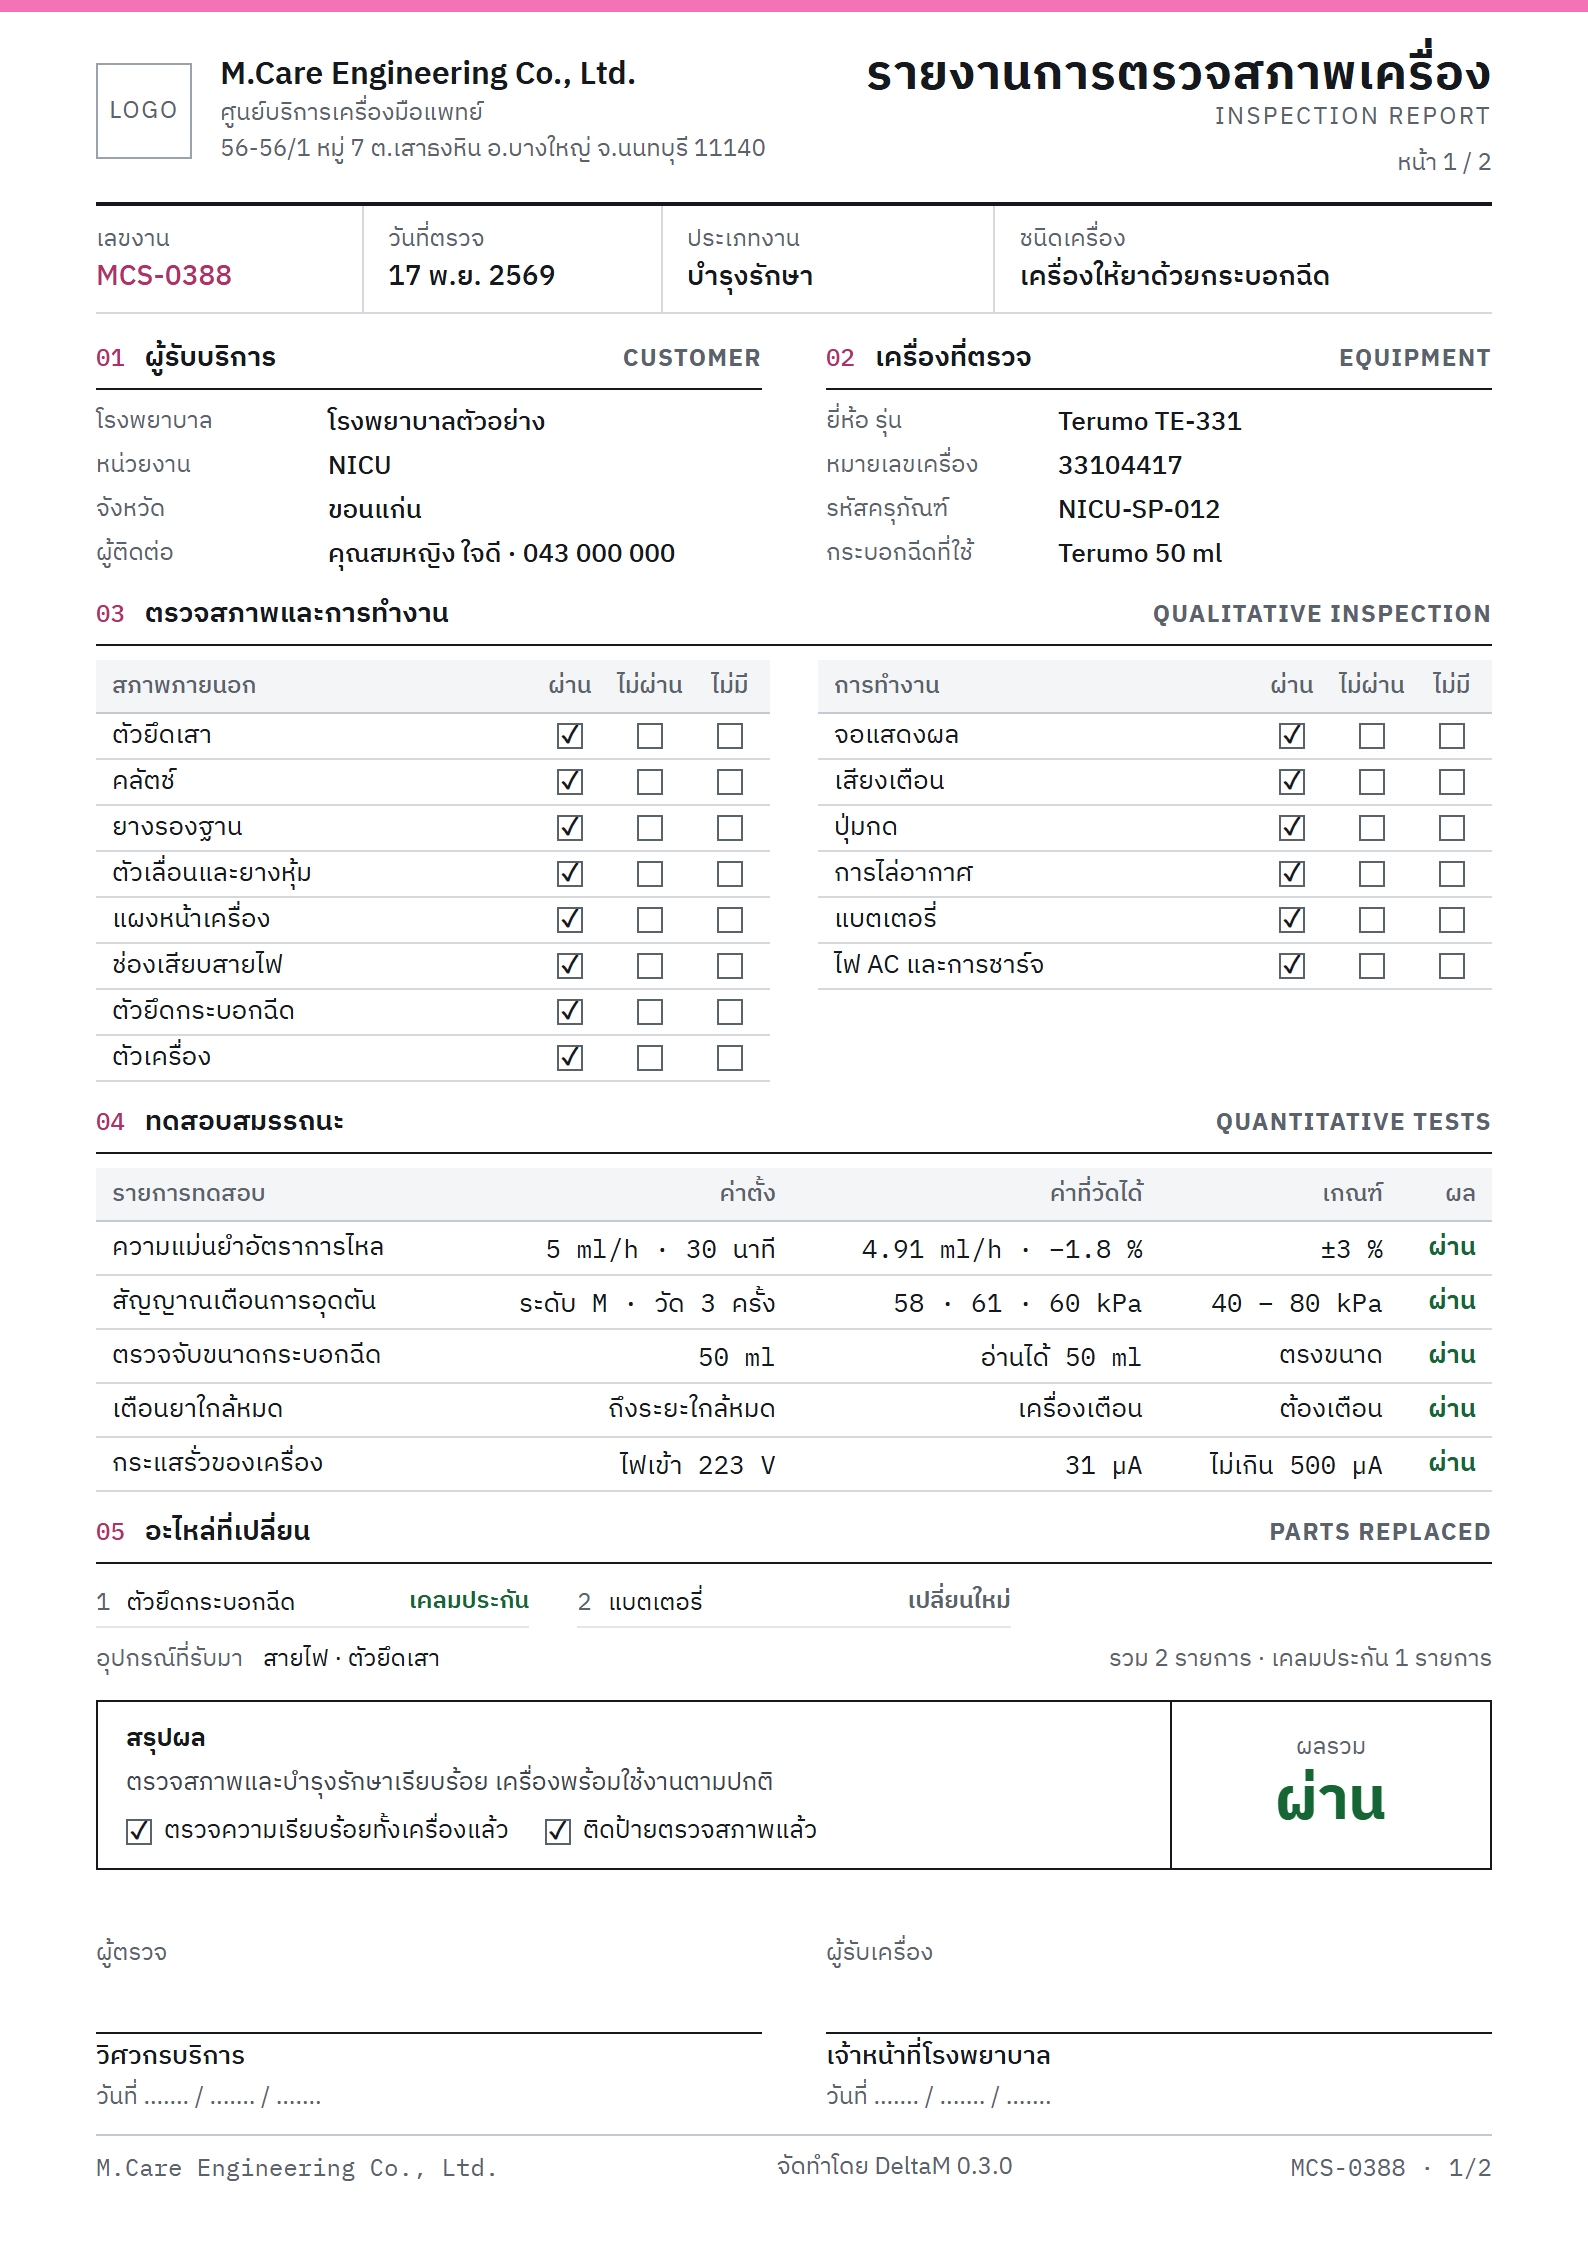 LOGO
M.Care Engineering Co., Ltd.
ศูนย์บริการเครื่องมือแพทย์
56-56/1 หมู่ 7 ต.เสาธงหิน อ.บางใหญ่ จ.นนทบุรี 11140
รายงานการตรวจสภาพเครื่อง
INSPECTION REPORT
หน้า 1 / 2
เลขงาน วันที่ตรวจ ประเภทงาน ชนิดเครื่อง
MCS-0388 17 พ.ย. 2569 บำรุงรักษา เครื่องให้ยาด้วยกระบอกฉีด
01 ผู้รับบริการ CUSTOMER
โรงพยาบาล โรงพยาบาลตัวอย่าง
หน่วยงาน NICU
จังหวัด ขอนแก่น
ผู้ติดต่อ คุณสมหญิง ใจดี · 043 000 000
02 เครื่องที่ตรวจ EQUIPMENT
ยี่ห้อ รุ่น Terumo TE-331
หมายเลขเครื่อง 33104417
รหัสครุภัณฑ์ NICU-SP-012
กระบอกฉีดที่ใช้ Terumo 50 ml
03 ตรวจสภาพและการทำงาน QUALITATIVE INSPECTION
สภาพภายนอก ผ่าน ไม่ผ่าน ไม่มี
ตัวยึดเสา ✓
คลัตช์ ✓
ยางรองฐาน ✓
ตัวเลื่อนและยางหุ้ม ✓
แผงหน้าเครื่อง ✓
ช่องเสียบสายไฟ ✓
ตัวยึดกระบอกฉีด ✓
ตัวเครื่อง ✓
การทำงาน ผ่าน ไม่ผ่าน ไม่มี
จอแสดงผล ✓
เสียงเตือน ✓
ปุ่มกด ✓
การไล่อากาศ ✓
แบตเตอรี่ ✓
ไฟ AC และการชาร์จ ✓
04 ทดสอบสมรรถนะ QUANTITATIVE TESTS
รายการทดสอบ ค่าตั้ง ค่าที่วัดได้ เกณฑ์ ผล
ความแม่นยำอัตราการไหล 5 ml/h · 30 นาที 4.91 ml/h · −1.8 % ±3 % ผ่าน
สัญญาณเตือนการอุดตัน ระดับ M · วัด 3 ครั้ง 58 · 61 · 60 kPa 40 – 80 kPa ผ่าน
ตรวจจับขนาดกระบอกฉีด 50 ml อ่านได้ 50 ml ตรงขนาด ผ่าน
เตือนยาใกล้หมด ถึงระยะใกล้หมด เครื่องเตือน ต้องเตือน ผ่าน
กระแสรั่วของเครื่อง ไฟเข้า 223 V 31 µA ไม่เกิน 500 µA ผ่าน
05 อะไหล่ที่เปลี่ยน PARTS REPLACED
1 ตัวยึดกระบอกฉีด เคลมประกัน 2 แบตเตอรี่ เปลี่ยนใหม่
อุปกรณ์ที่รับมา สายไฟ · ตัวยึดเสา รวม 2 รายการ · เคลมประกัน 1 รายการ
สรุปผล
ตรวจสภาพและบำรุงรักษาเรียบร้อย เครื่องพร้อมใช้งานตามปกติ
✓ ตรวจความเรียบร้อยทั้งเครื่องแล้ว ✓ ติดป้ายตรวจสภาพแล้ว
ผลรวม
ผ่าน
ผู้ตรวจ ผู้รับเครื่อง
วิศวกรบริการ เจ้าหน้าที่โรงพยาบาล
วันที่ ....... / ....... / ....... วันที่ ....... / ....... / .......
M.Care Engineering Co., Ltd. จัดทำโดย DeltaM 0.3.0 MCS-0388 · 1/2